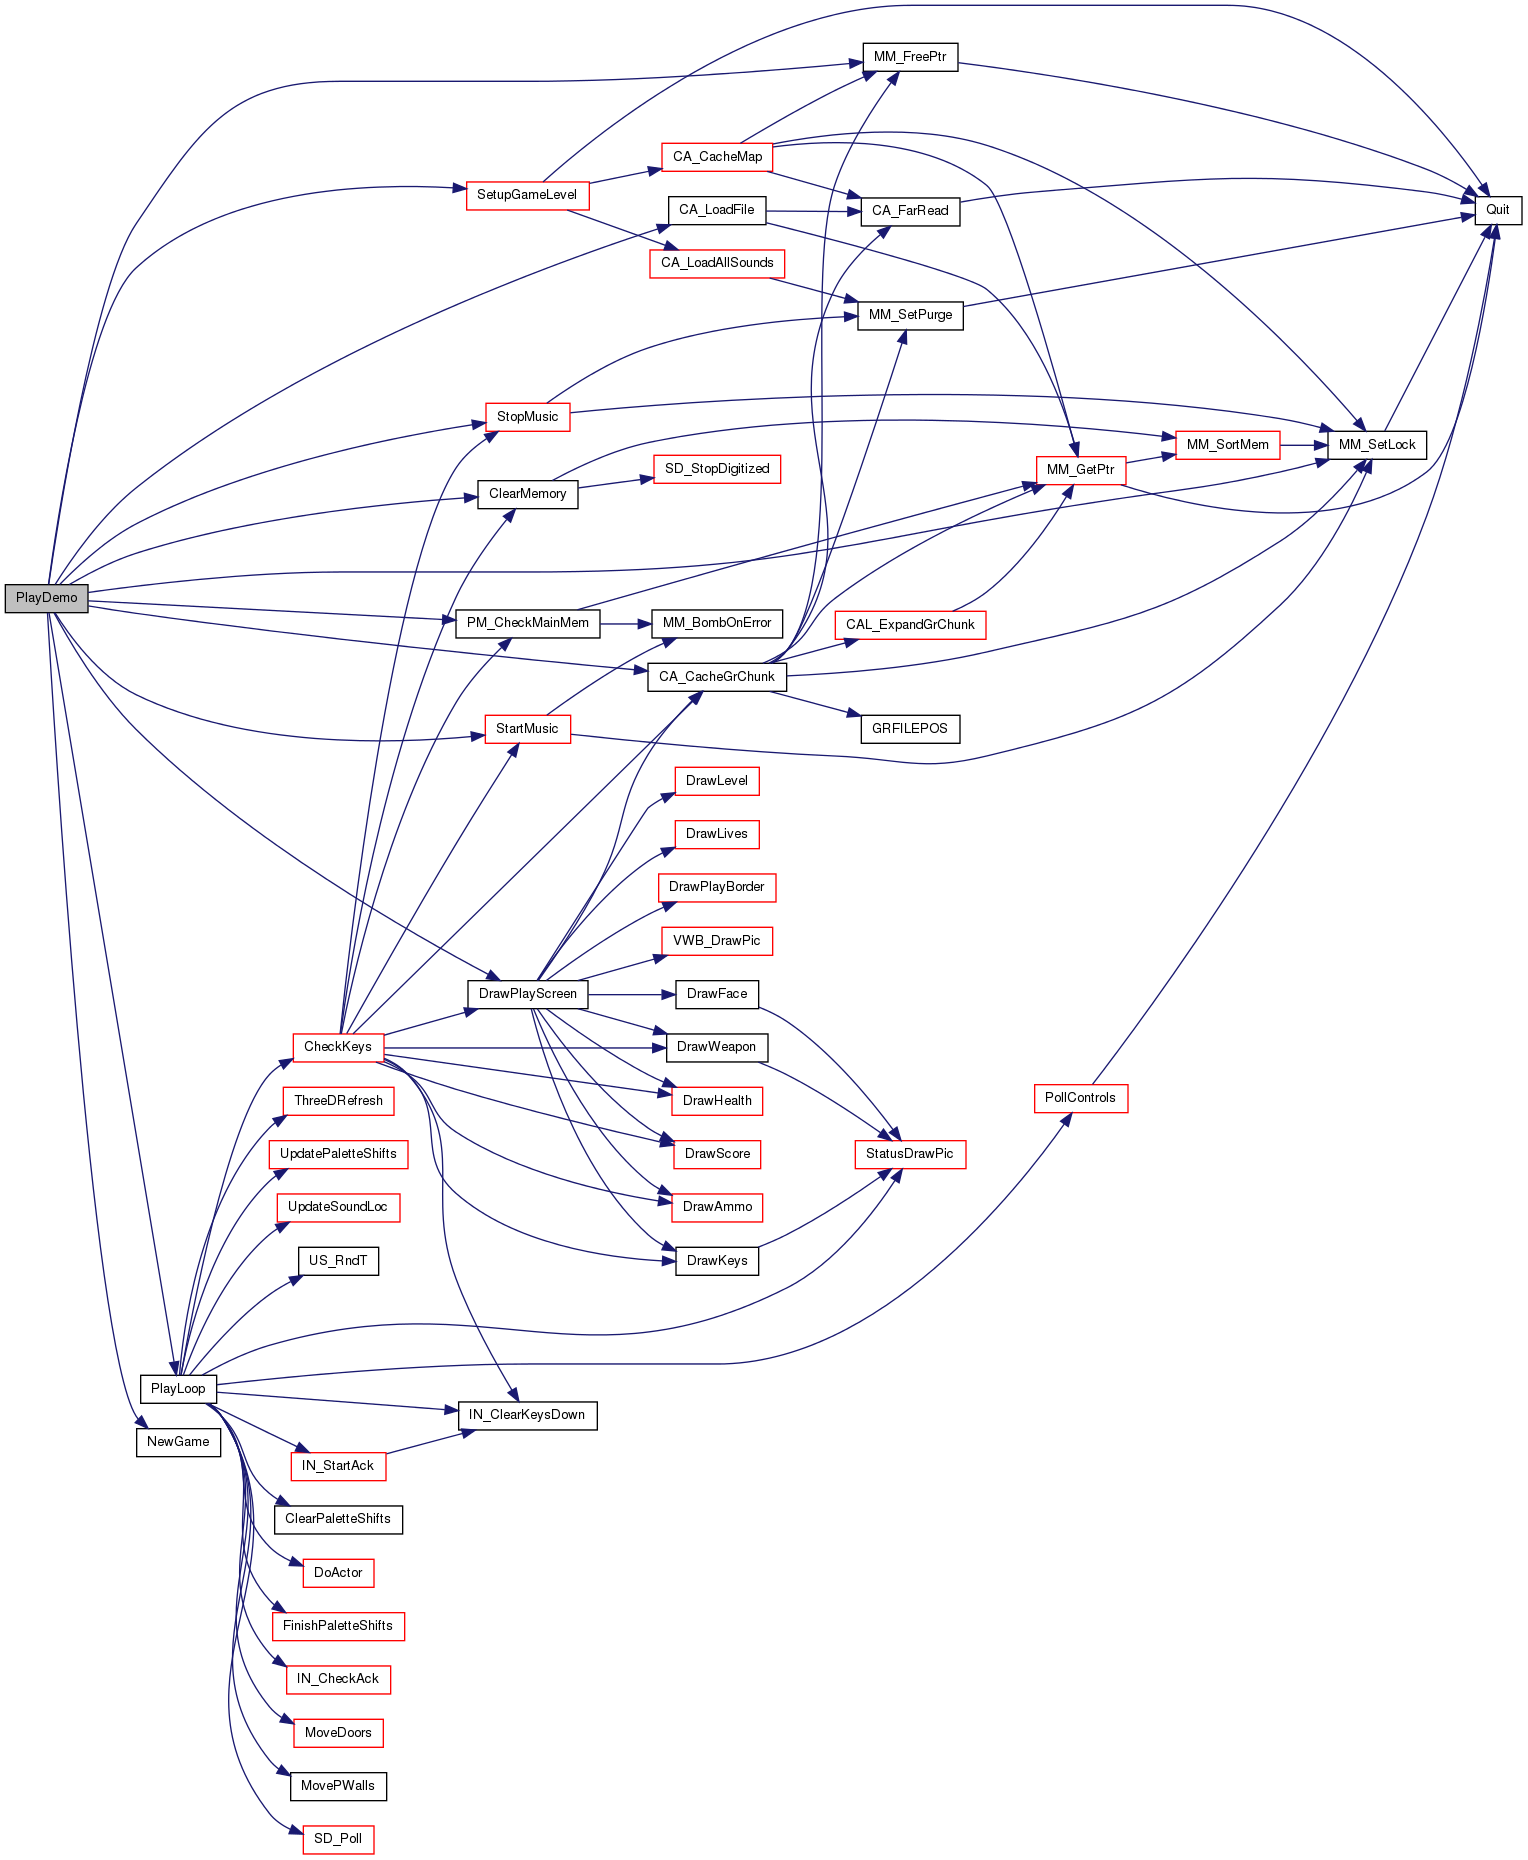 MM_FreePtr
CA_CacheMap
SetupGameLevel
CA_LoadFile
CA_FarRead
Quit
CA_LoadAllSounds
MM_SetPurge
StopMusic
MM_SortMem
MM_SetLock
SD_StopDigitized
MM_GetPtr
ClearMemory
PlayDemo
PM_CheckMainMem
MM_BombOnError
CAL_ExpandGrChunk
CA_CacheGrChunk
StartMusic
GRFILEPOS
DrawLevel
DrawLives
DrawPlayBorder
VWB_DrawPic
DrawPlayScreen
DrawFace
CheckKeys
DrawWeapon
ThreeDRefresh
DrawHealth
PollControls
UpdatePaletteShifts
DrawScore
StatusDrawPic
UpdateSoundLoc
DrawAmmo
US_RndT
DrawKeys
PlayLoop
IN_ClearKeysDown
NewGame
IN_StartAck
ClearPaletteShifts
DoActor
FinishPaletteShifts
IN_CheckAck
MoveDoors
MovePWalls
SD_Poll